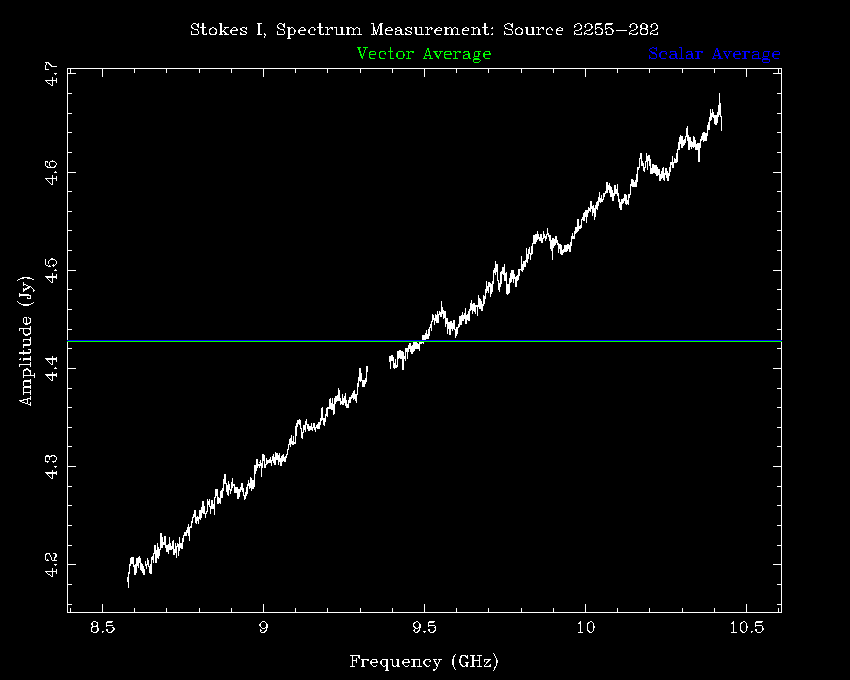 Stokes I, Spectrum Measurement: Source 2255−282
Vector Average Scalar Average
4.7
4.6
4.5
4.4
4.3
4.2
Amplitude (Jy)
8.5 9 9.5 10 10.5
Frequency (GHz)